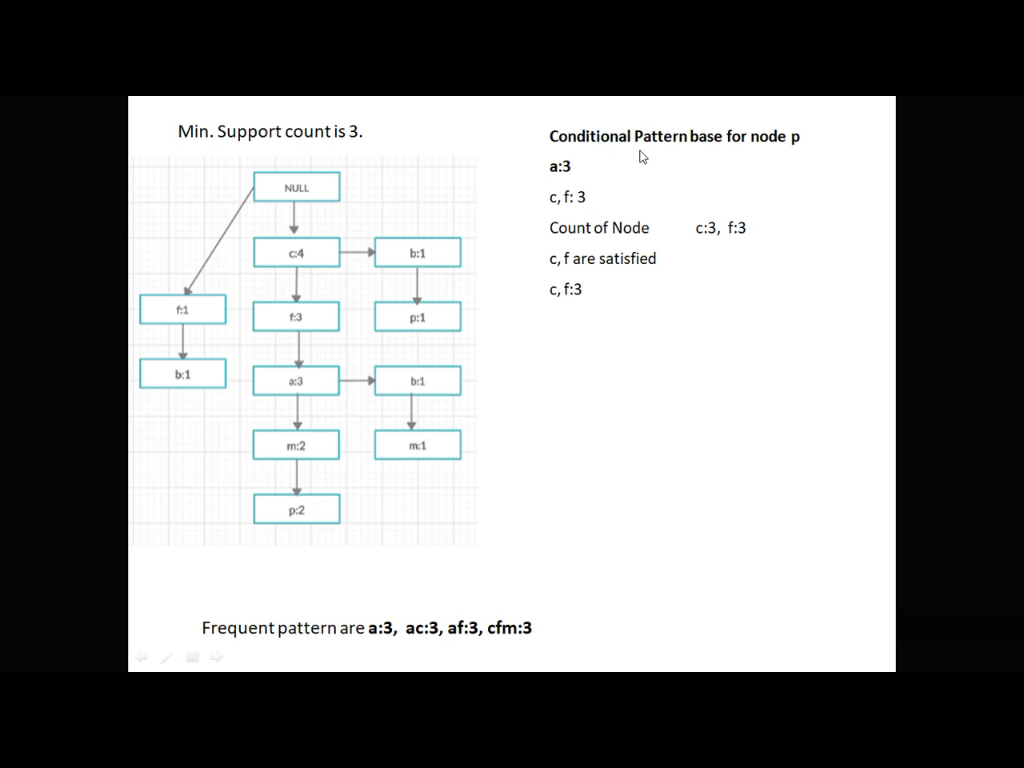 Min. Support count is 3.
NULL
c:4
b:1
f:1
f:3
p:1
b:1
a:3
b:1
m:2
m:1
p:2
Conditional Pattern base for node p
a:3
c, f: 3
Count of Node c:3, f:3
c, f are satisfied
c, f:3
Frequent pattern are a:3, ac:3, af:3, cfm:3